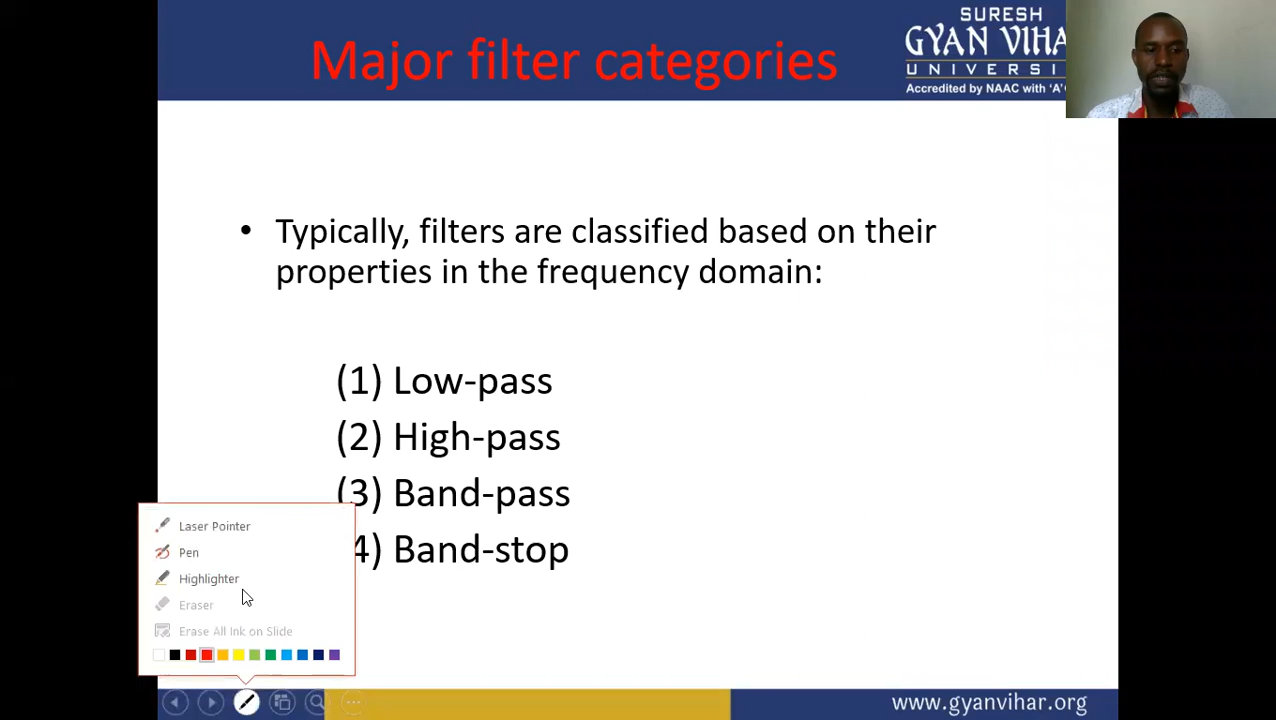 Major filter categories
SURESH
GYAN VIHAR
UNIVERSI
Accredited by NAAC with 'A'
• Typically, filters are classified based on their
properties in the frequency domain:
(1) Low-pass
(2) High-pass
(3) Band-pass
4) Band-stop
Laser Pointer
Pen
Highlighter
Eraser
Erase All Ink on Slide
www.gyanvihar.org